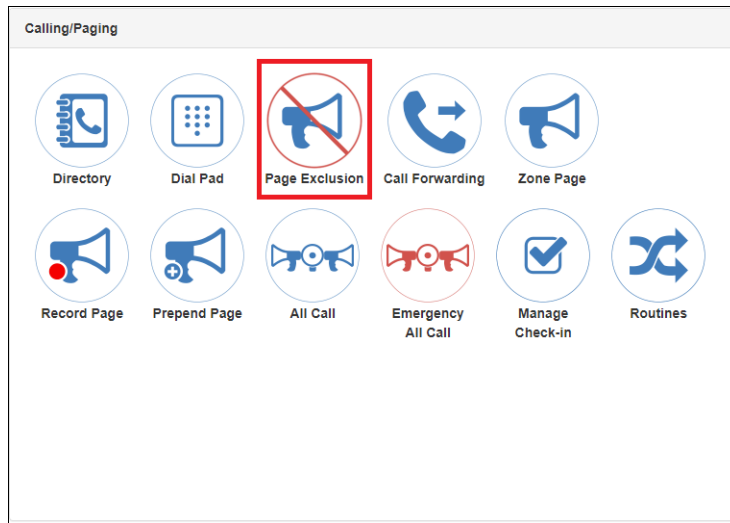 Calling/Paging
Directory
Dial Pad
Page Exclusion
Call Forwarding
Zone Page
Record Page
Prepend Page
All Call
Emergency
All Call
Manage
Check-in
Routines